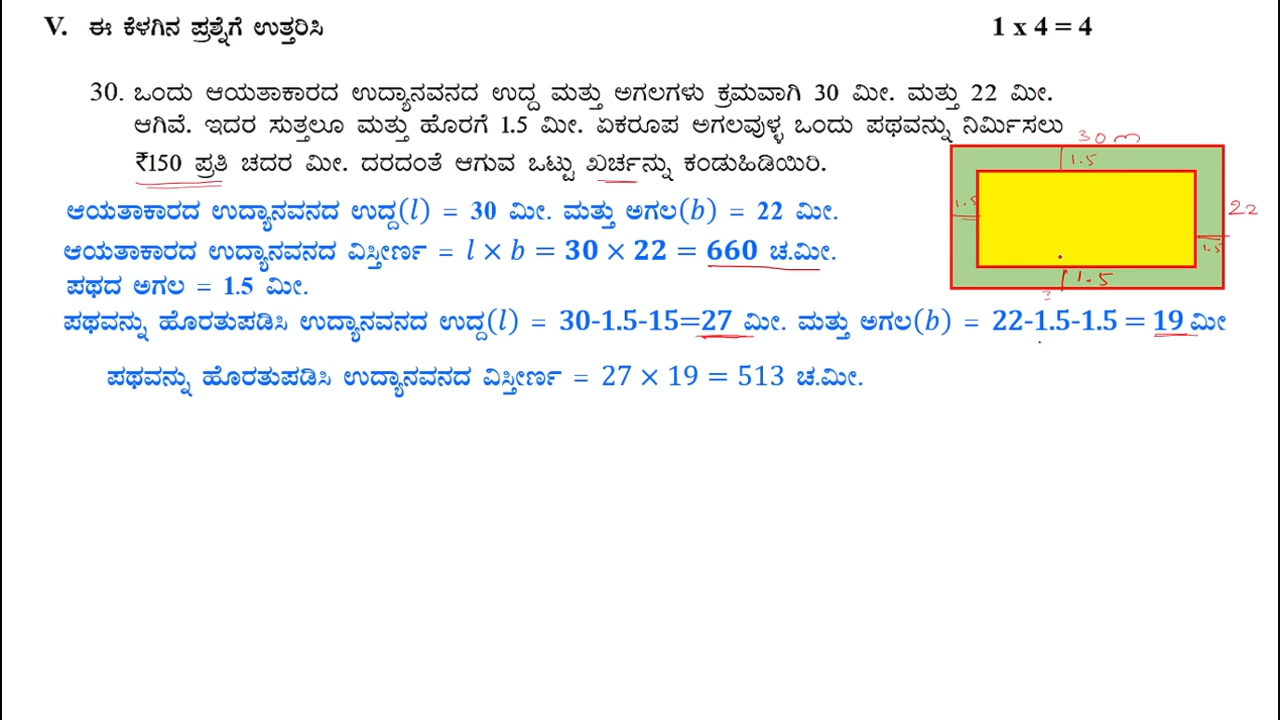 V. ಈ ಕೆಳಗಿನ ಪ್ರಶ್ನೆಗೆ ಉತ್ತರಿಸಿ 1 x 4 = 4
30. ಒಂದು ಆಯತಾಕಾರದ ಉದ್ಯಾನವನದ ಉದ್ದ ಮತ್ತು ಅಗಲಗಳು ಕ್ರಮವಾಗಿ 30 ಮೀ. ಮತ್ತು 22 ಮೀ.
ಆಗಿವೆ. ಇದರ ಸುತ್ತಲೂ ಮತ್ತು ಹೊರಗೆ 1.5 ಮೀ. ಏಕರೂಪ ಅಗಲವುಳ್ಳ ಒಂದು ಪಥವನ್ನು ನಿರ್ಮಿಸಲು
₹150 ಪ್ರತಿ ಚದರ ಮೀ. ದರದಂತೆ ಆಗುವ ಒಟ್ಟು ಖರ್ಚನ್ನು ಕಂಡುಹಿಡಿಯಿರಿ.
30 m
1.5
1.5
22
1.5
1.5
ಆಯತಾಕಾರದ ಉದ್ಯಾನವನದ ಉದ್ದ(l) = 30 ಮೀ. ಮತ್ತು ಅಗಲ(b) = 22 ಮೀ.
ಆಯತಾಕಾರದ ಉದ್ಯಾನವನದ ವಿಸ್ತೀರ್ಣ = l × b = 30 × 22 = 660 ಚ.ಮೀ.
ಪಥದ ಅಗಲ = 1.5 ಮೀ.
ಪಥವನ್ನು ಹೊರತುಪಡಿಸಿ ಉದ್ಯಾನವನದ ಉದ್ದ(l) = 30-1.5-15=27 ಮೀ. ಮತ್ತು ಅಗಲ(b) = 22-1.5-1.5 = 19 ಮೀ
ಪಥವನ್ನು ಹೊರತುಪಡಿಸಿ ಉದ್ಯಾನವನದ ವಿಸ್ತೀರ್ಣ = 27 × 19 = 513 ಚ.ಮೀ.